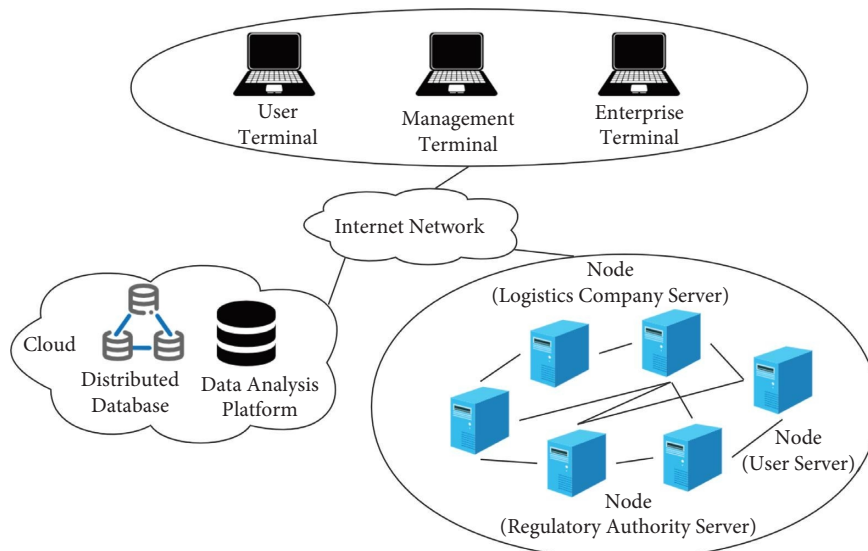 User
Terminal
Management
Terminal
Enterprise
Terminal
Internet Network
Cloud
Distributed
Database
Data Analysis
Platform
Node
(Logistics Company Server)
Node
(User Server)
Node
(Regulatory Authority Server)